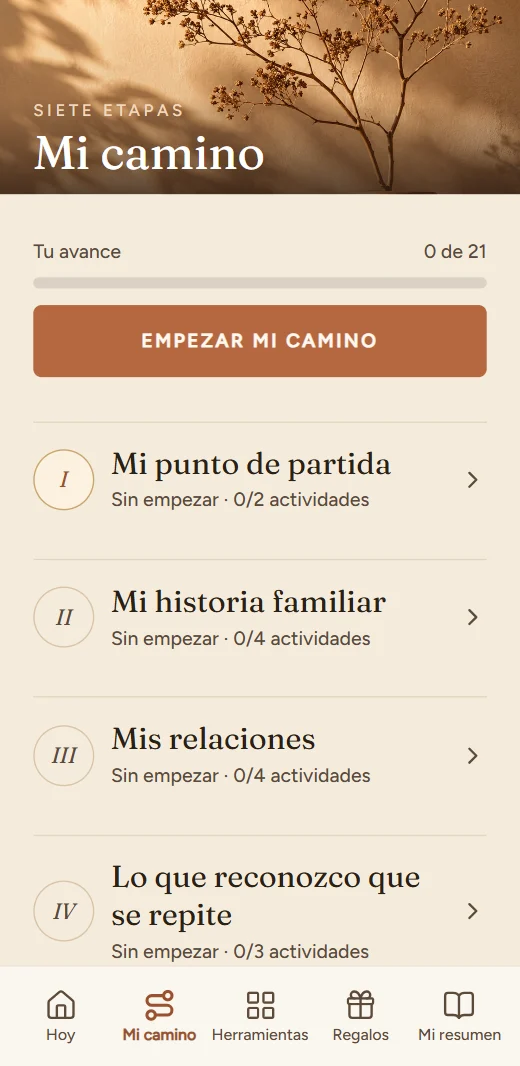 SIETE ETAPAS
Mi camino
Tu avance
0 de 21
EMPEZAR MI CAMINO
I
Mi punto de partida
Sin empezar · 0/2 actividades
II
Mi historia familiar
Sin empezar · 0/4 actividades
III
Mis relaciones
Sin empezar · 0/4 actividades
IV
Lo que reconozco que
se repite
Sin empezar · 0/3 actividades
Hoy
Mi camino
Herramientas
Regalos
Mi resumen